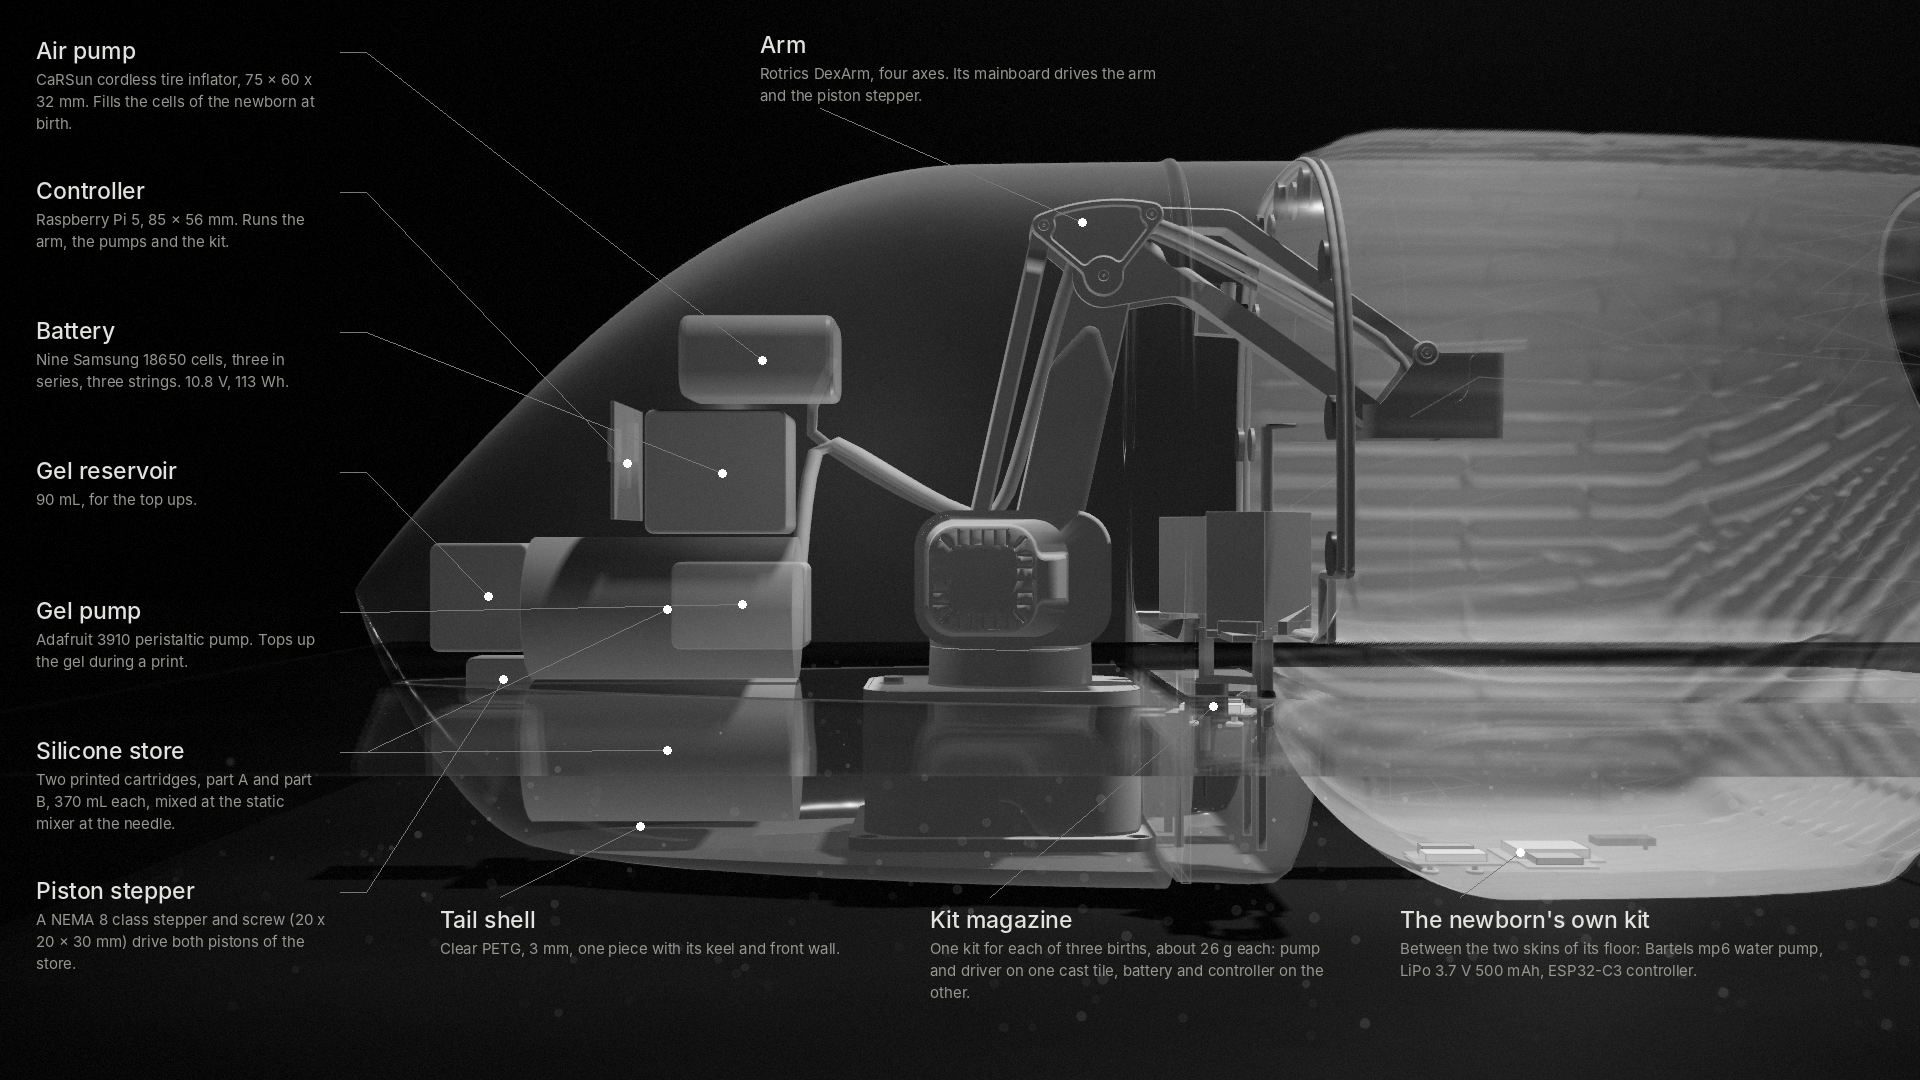 Air pump
CaRSun cordless tire inflator, 75 × 60 x
32 mm. Fills the cells of the newborn at
birth.
Arm
Rotrics DexArm, four axes. Its mainboard drives the arm
and the piston stepper.
Controller
Raspberry Pi 5, 85 × 56 mm. Runs the
arm, the pumps and the kit.
Battery
Nine Samsung 18650 cells, three in
series, three strings. 10.8 V, 113 Wh.
Gel reservoir
90 mL, for the top ups.
Gel pump
Adafruit 3910 peristaltic pump. Tops up
the gel during a print.
Silicone store
Two printed cartridges, part A and part
B, 370 mL each, mixed at the static
mixer at the needle.
Piston stepper
A NEMA 8 class stepper and screw (20 x
20 × 30 mm) drive both pistons of the
store.
Tail shell
Clear PETG, 3 mm, one piece with its keel and front wall.
Kit magazine
One kit for each of three births, about 26 g each: pump
and driver on one cast tile, battery and controller on the
other.
The newborn's own kit
Between the two skins of its floor: Bartels mp6 water pump,
LiPo 3.7 V 500 mAh, ESP32-C3 controller.